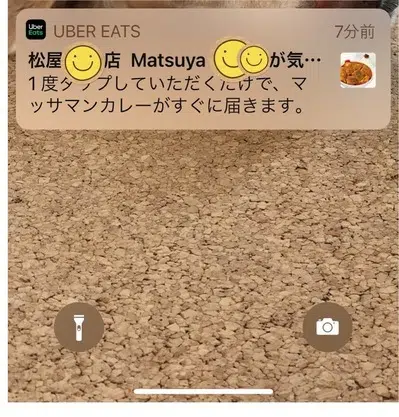 Uber
Eats
UBER EATS
7分前
松屋 店 Matsuya が気…
1度タップしていただくだけで、マ
ッサマンカレーがすぐに届きます。